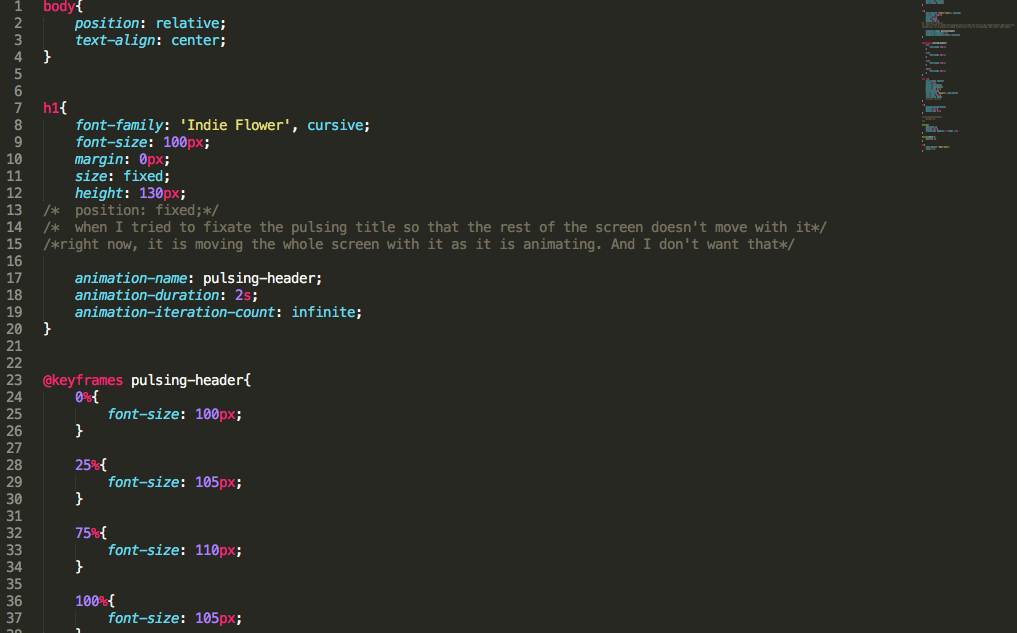 1 body{
2     position: relative;
3     text-align: center;
4 }
5
6
7 h1{
8     font-family: 'Indie Flower', cursive;
9     font-size: 100px;
10     margin: 0px;
11     size: fixed;
12     height: 130px;
13 /*  position: fixed;*/
14 /*  when I tried to fixate the pulsing title so that the rest of the screen doesn't move with it*/
15 /*right now, it is moving the whole screen with it as it is animating. And I don't want that*/
16
17     animation-name: pulsing-header;
18     animation-duration: 2s;
19     animation-iteration-count: infinite;
20 }
21
22
23 @keyframes pulsing-header{
24     0%{
25         font-size: 100px;
26     }
27
28     25%{
29         font-size: 105px;
30     }
31
32     75%{
33         font-size: 110px;
34     }
35
36     100%{
37         font-size: 105px;
38     }